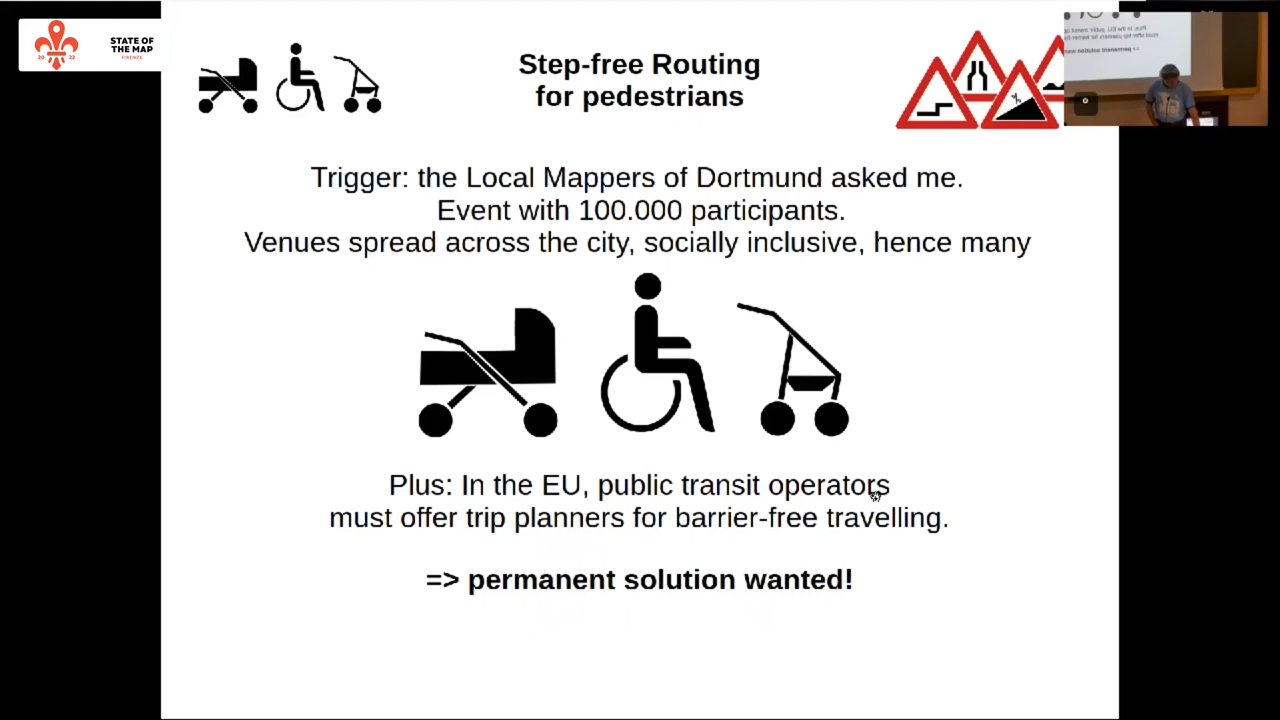 STATE OF
THE MAP
FIRENZE
20 22
Step-free Routing
for pedestrians
Trigger: the Local Mappers of Dortmund asked me.
Event with 100.000 participants.
Venues spread across the city, socially inclusive, hence many
Plus: In the EU, public transit operators
must offer trip planners for barrier-free travelling.
=> permanent solution wanted!